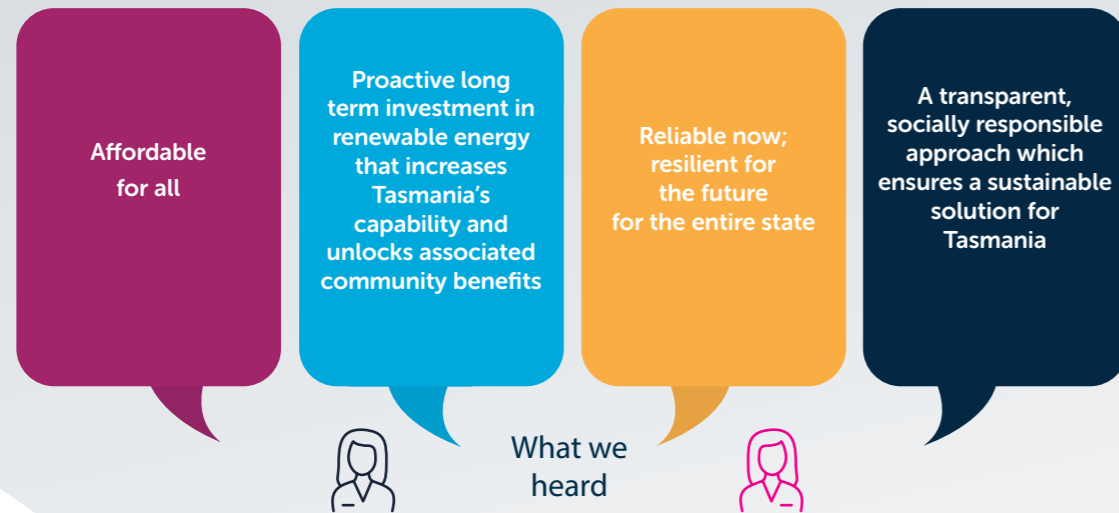 Affordable
for all
Proactive long
term investment in
renewable energy
that increases
Tasmania’s
capability and
unlocks associated
community benefits
Reliable now;
resilient for
the future
for the entire state
A transparent,
socially responsible
approach which
ensures a sustainable
solution for
Tasmania
What we
heard